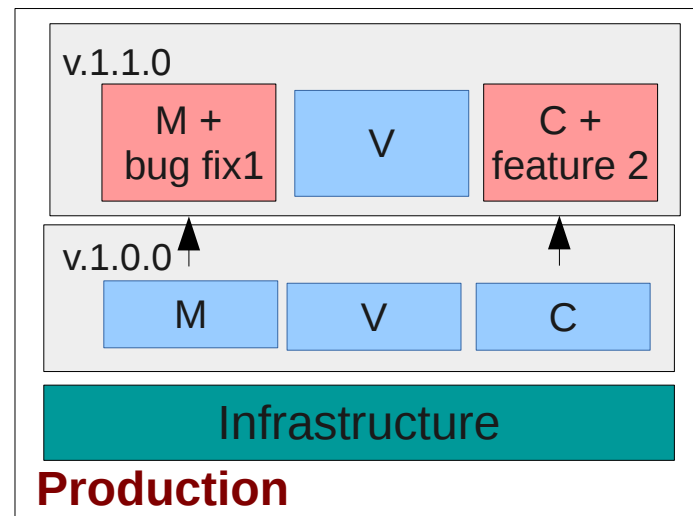 v.1.1.0
M +
bug fix1
V
C +
feature 2
v.1.0.0
M
V
C
Infrastructure
Production